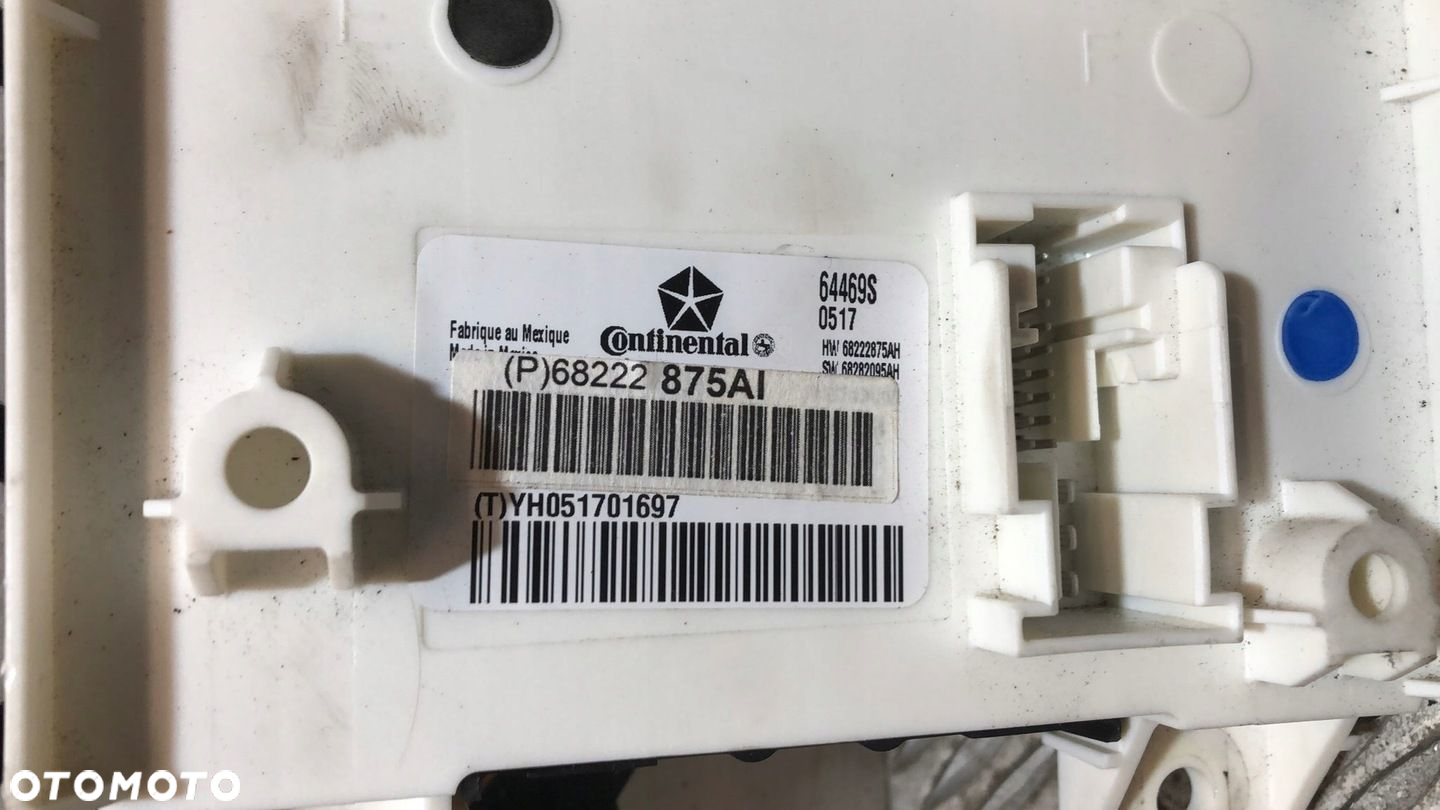 64469S
0517
Fabrique au Mexique
Continental
HW 68222875AH
SW 68282095AH
(P)68222 875AI
(T)YH051701697
OTOMOTO